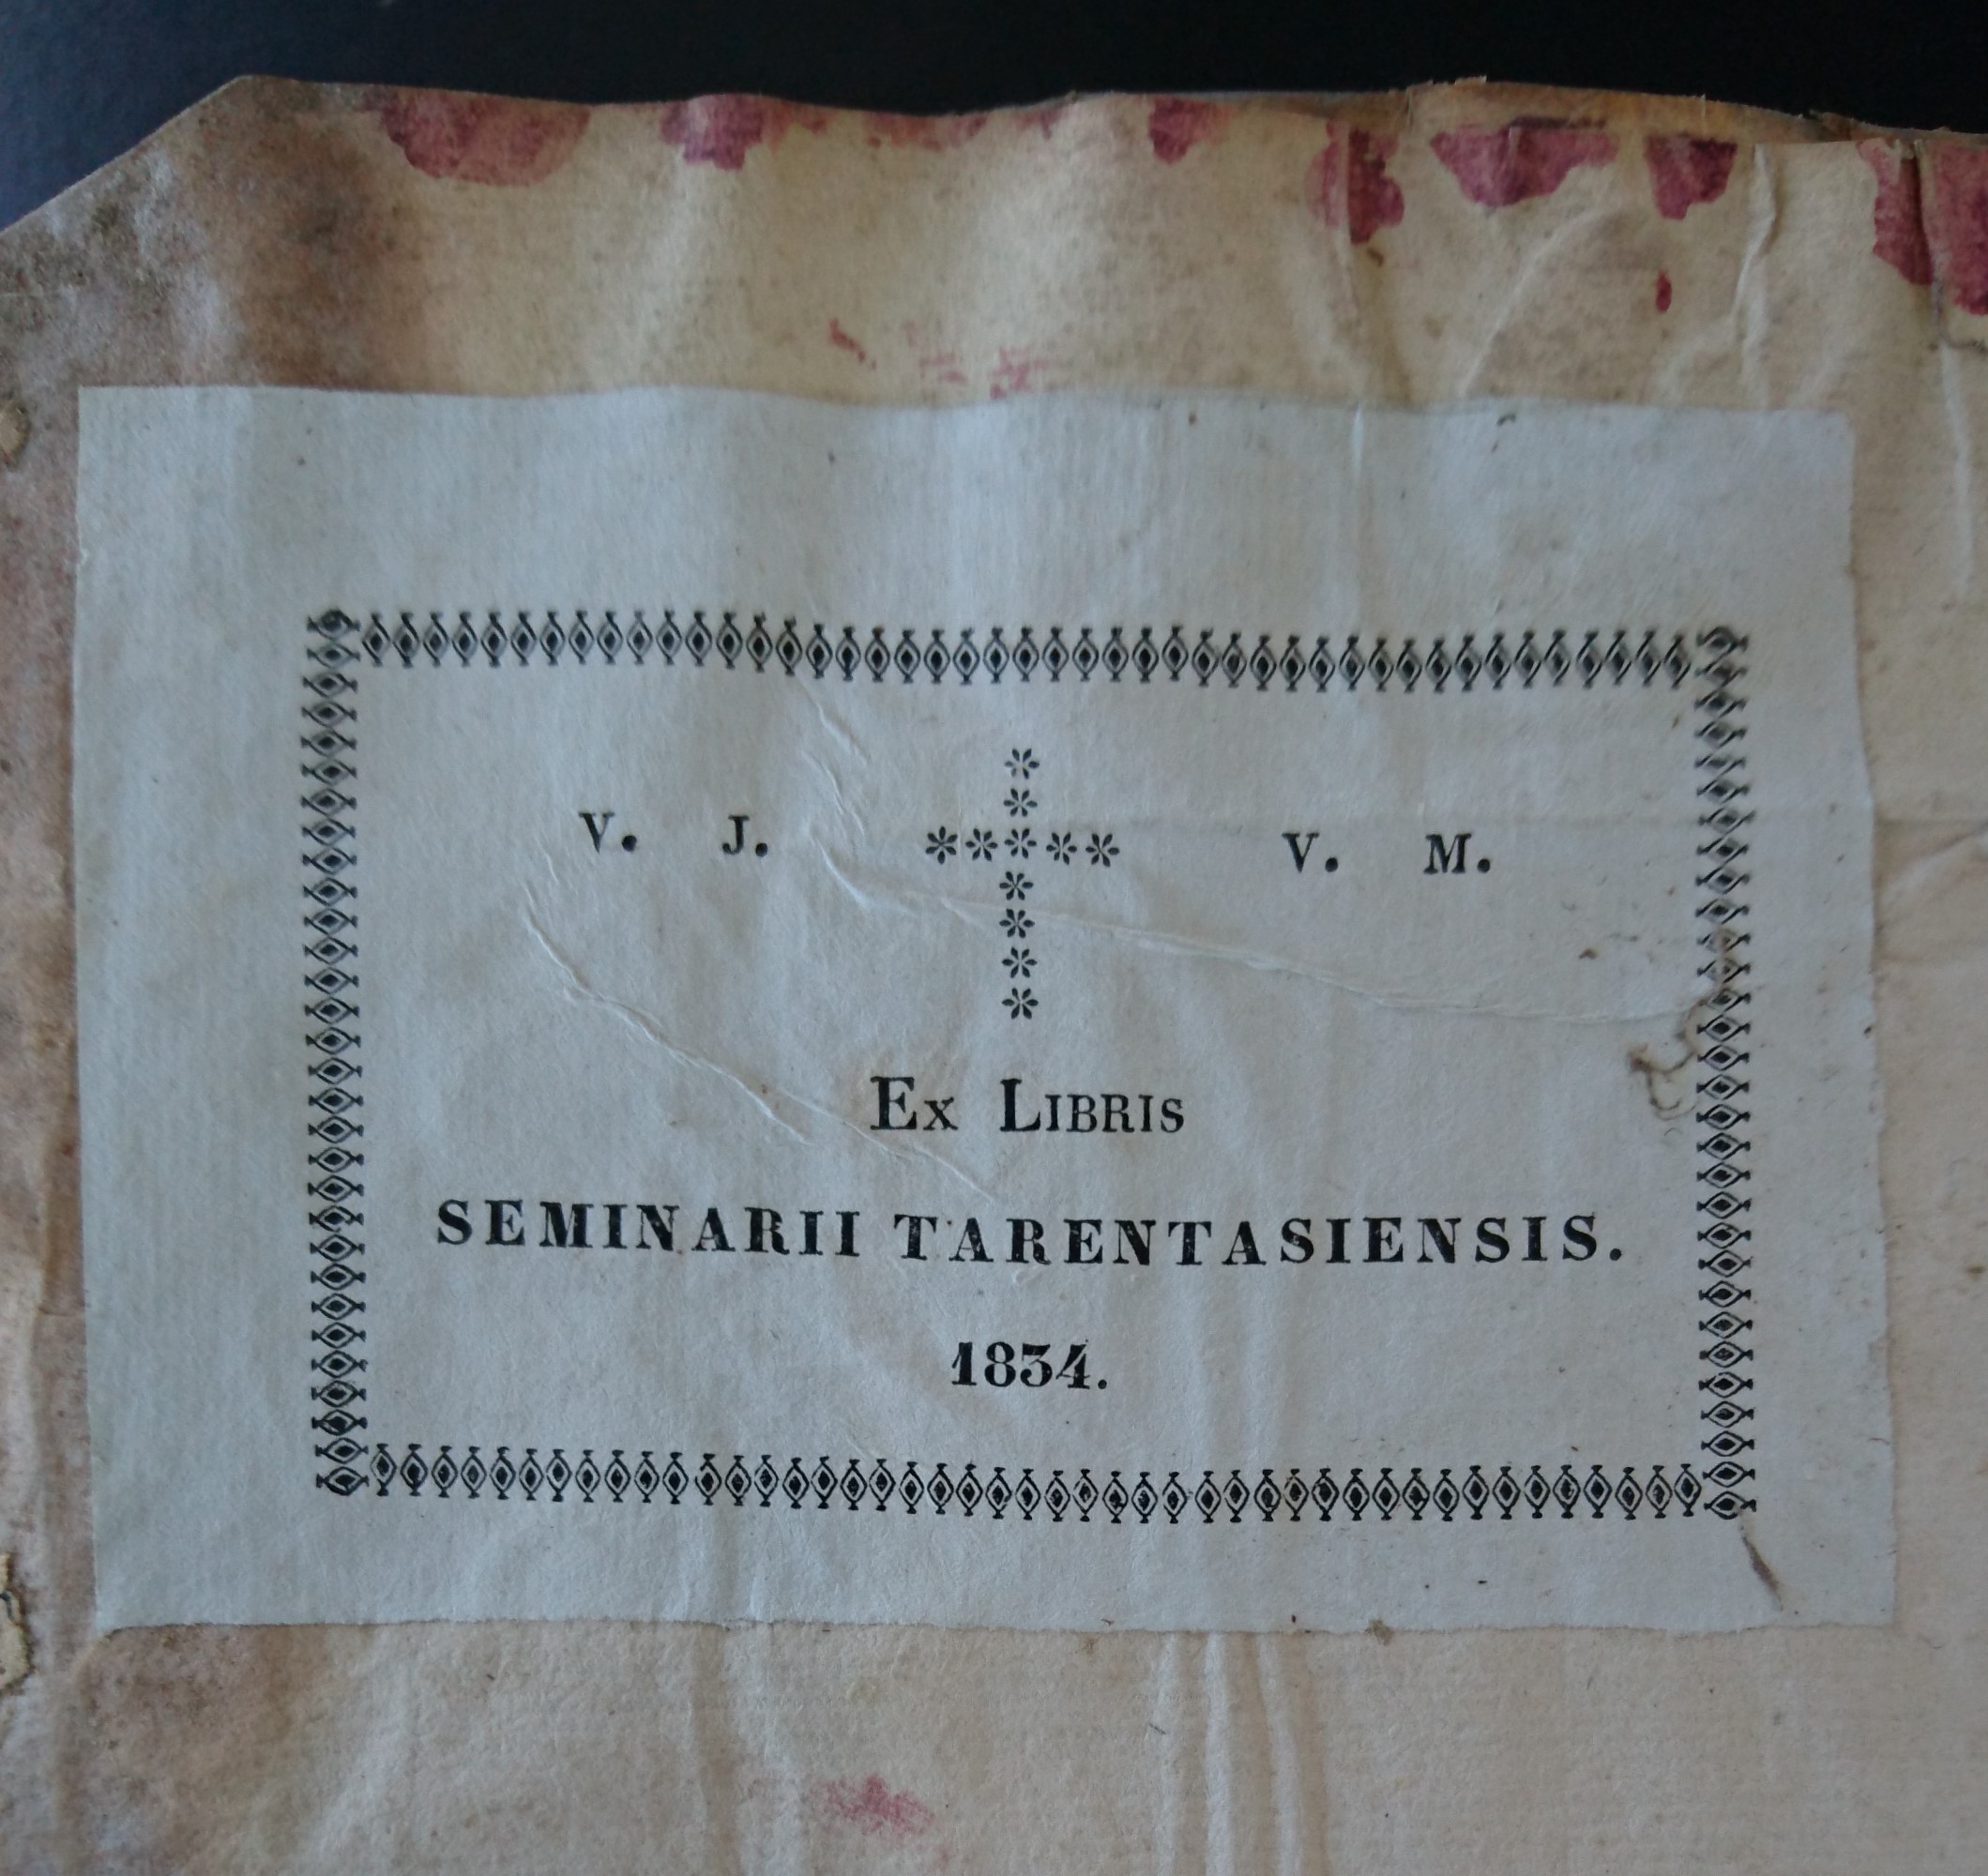 V. J. V. M.
Ex Libris
SEMINARII TARENTASIENSIS.
1834.